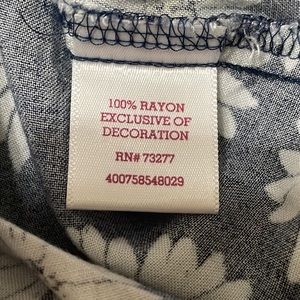 100% RAYON
EXCLUSIVE OF
DECORATION
RN# 73277
400758548029